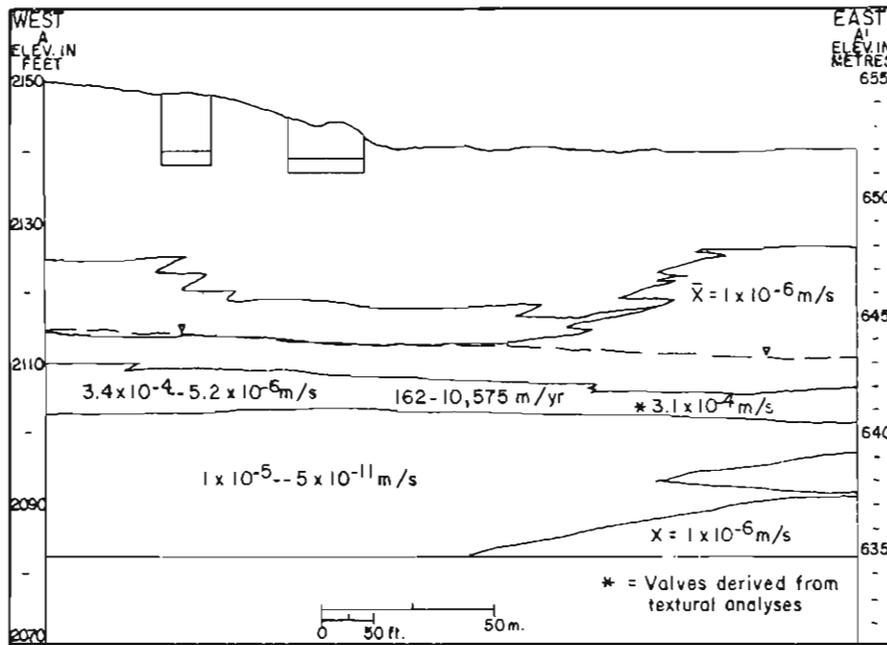 WEST
A
ELEV. IN
FEET
EAST
A'
ELEV. IN
METRES
2150
2130
2110
2090
2070
655
650
645
640
635
X̄ = 1 x 10⁻⁶ m/s
3.4 x 10⁻⁴ -- 5.2 x 10⁻⁶ m/s
162 - 10,575 m/yr
* 3.1 x 10⁻⁴ m/s
1 x 10⁻⁵ -- 5 x 10⁻¹¹ m/s
X = 1 x 10⁻⁶ m/s
* = Valves derived from
textural analyses
0 50 ft. 50 m.